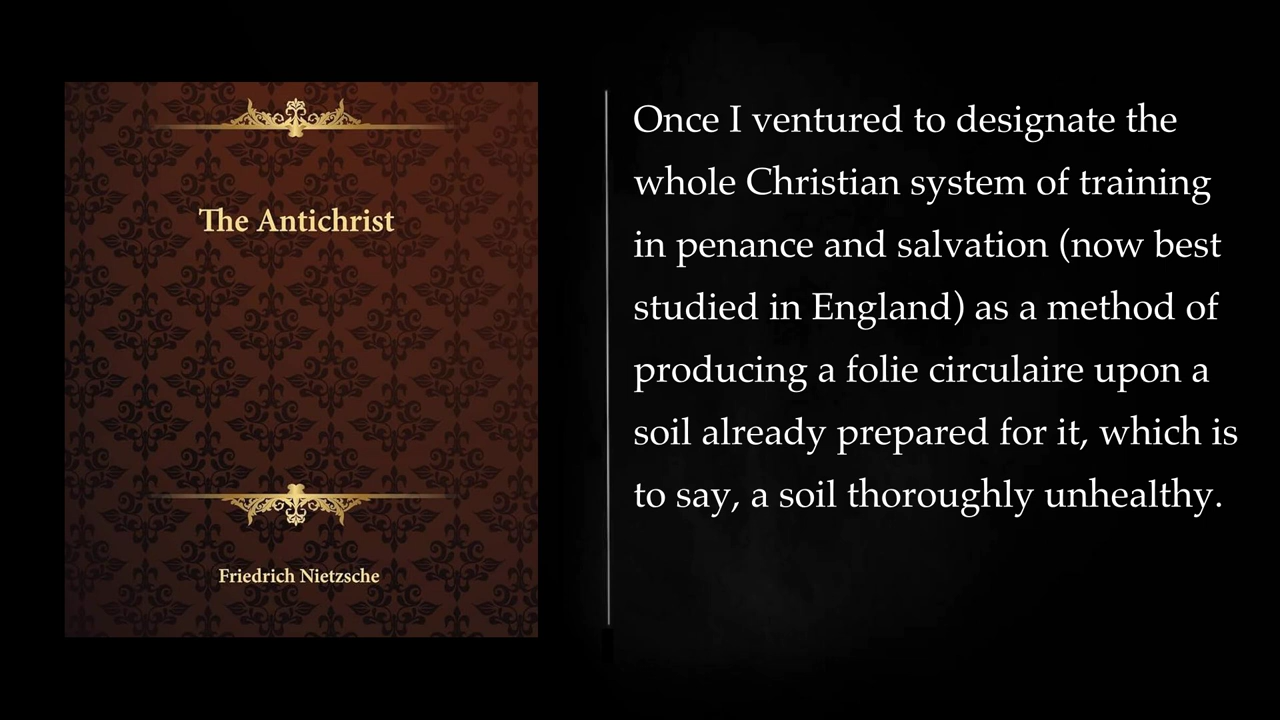 The Antichrist
Friedrich Nietzsche
Once I ventured to designate the
whole Christian system of training
in penance and salvation (now best
studied in England) as a method of
producing a folie circulaire upon a
soil already prepared for it, which is
to say, a soil thoroughly unhealthy.